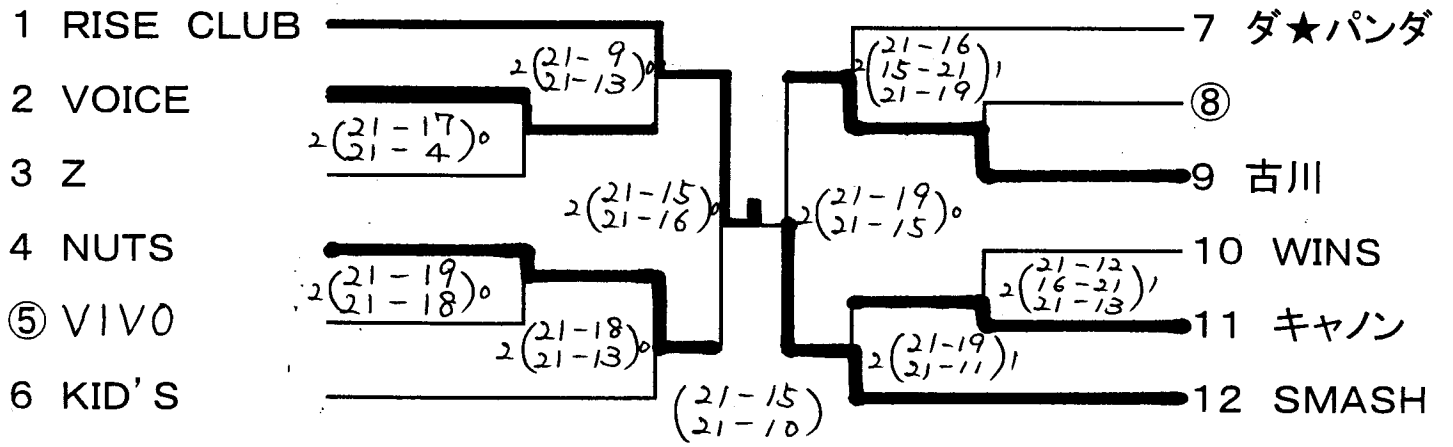 1 RISE CLUB
2(21-9
21-13)0
2 VOICE
2(21-17
21-4)0
3 Z
2(21-15
21-16)0
4 NUTS
2(21-19
21-18)0
⑤ VIVO
2(21-18
21-13)0
6 KID'S
(21-15
21-10)
7 ダ★パンダ
2(21-16
15-21
21-19)1
⑧
9 古川
2(21-19
21-15)0
10 WINS
2(21-12
16-21
21-13)1
11 キャノン
2(21-19
21-11)1
12 SMASH